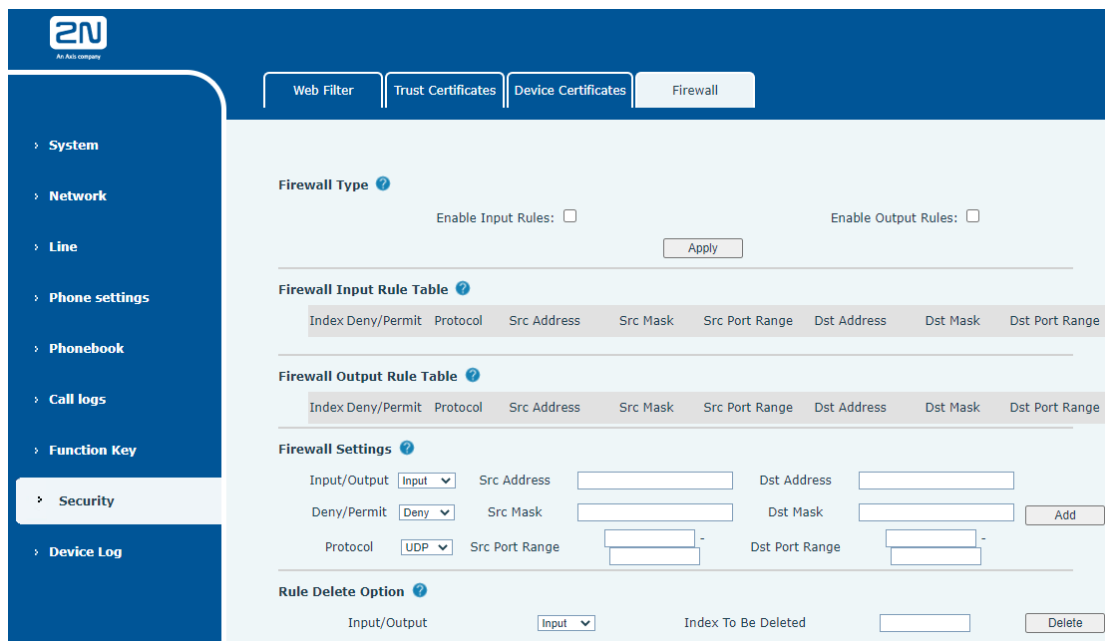 2N
An Axis company
Web Filter
Trust Certificates
Device Certificates
Firewall
System
Network
Line
Phone settings
Phonebook
Call logs
Function Key
Security
Device Log
Firewall Type ?
Enable Input Rules:
Enable Output Rules:
Apply
Firewall Input Rule Table ?
Index Deny/Permit Protocol Src Address Src Mask Src Port Range Dst Address Dst Mask Dst Port Range
Firewall Output Rule Table ?
Index Deny/Permit Protocol Src Address Src Mask Src Port Range Dst Address Dst Mask Dst Port Range
Firewall Settings ?
Input/Output Input Src Address Dst Address
Deny/Permit Deny Src Mask Dst Mask Add
Protocol UDP Src Port Range - Dst Port Range -
Rule Delete Option ?
Input/Output Input Index To Be Deleted Delete